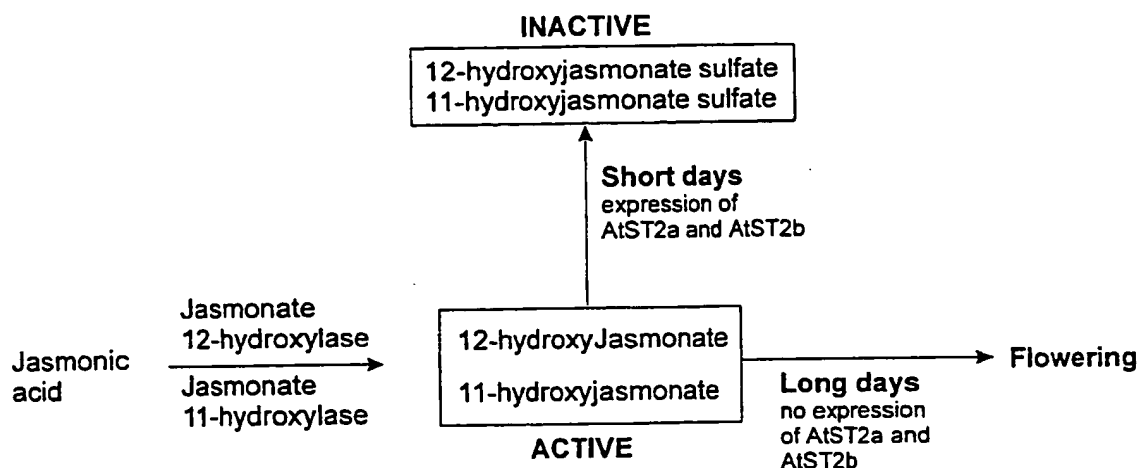 INACTIVE
12-hydroxyjasmonate sulfate
11-hydroxyjasmonate sulfate
Short days
expression of
AtST2a and AtST2b
Jasmonic
acid
Jasmonate
12-hydroxylase
Jasmonate
11-hydroxylase
12-hydroxyJasmonate
11-hydroxyjasmonate
ACTIVE
Long days
no expression
of AtST2a and
AtST2b
Flowering